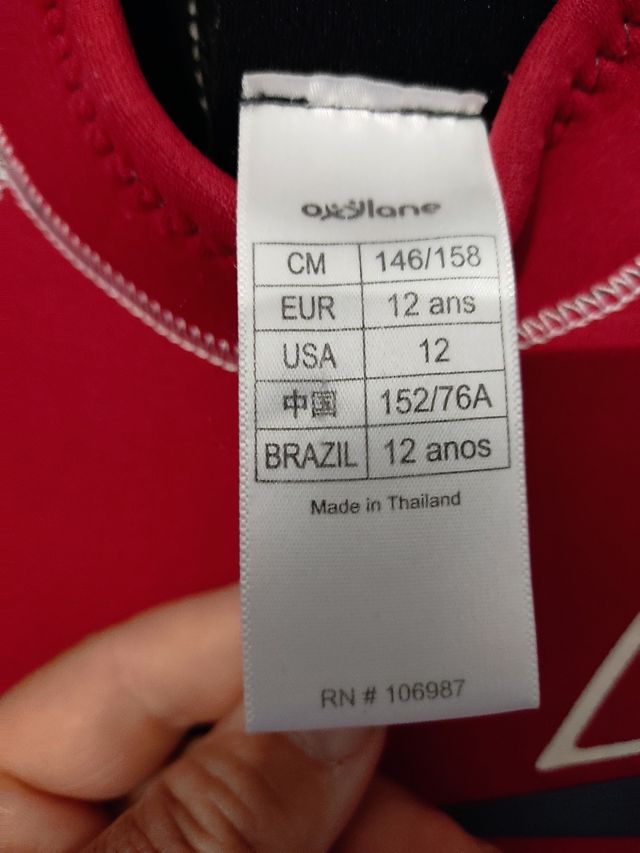 oxylane
CM 146/158
EUR 12 ans
USA 12
中国 152/76A
BRAZIL 12 anos
Made in Thailand
RN # 106987